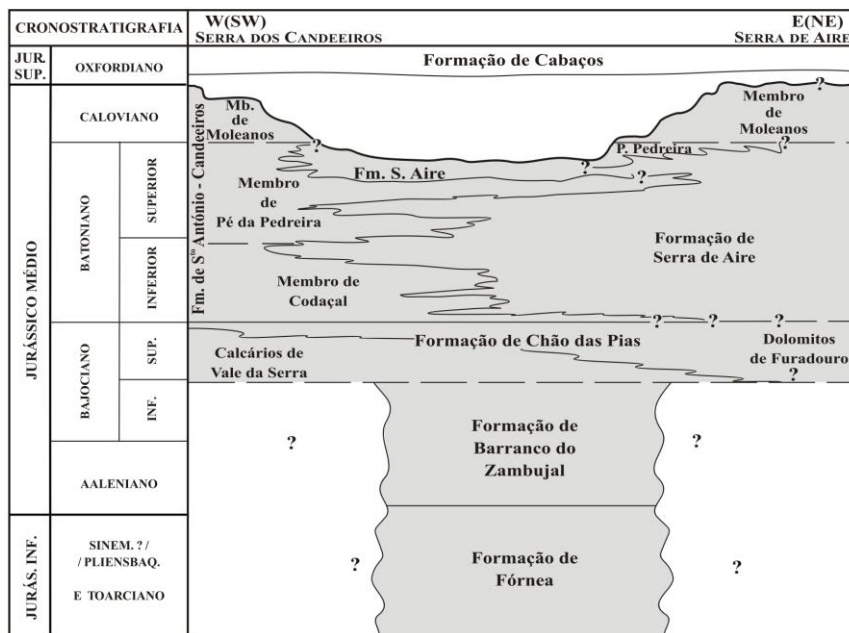 CRONOSTRATIGRAFIA
W(SW)
SERRA DOS CANDEEIROS
E(NE)
SERRA DE AIRE
JUR.
SUP.
OXFORDIANO
Formação de Cabaços
JURÁSSICO MÉDIO
CALOVIANO
Fm. de Sto António - Candeeiros
Mb.
de
Moleanos
?
Membro
de
Moleanos
?
P. Pedreira
?
BATONIANO
SUPERIOR
Fm. S. Aire
?
?
Membro
de
Pé da Pedreira
Formação de
Serra de Aire
INFERIOR
Membro de
Codaçal
? ? ?
BAJOCIANO
SUP.
Formação de Chão das Pias
Calcários de
Vale da Serra
Dolomitos
de Furadouro
?
INF.
Formação de
Barranco do
Zambujal
?
?
AALENIANO
JURÁS. INF.
SINEM. ? /
/ PLIENSBAQ.
E TOARCIANO
?
Formação de
Fórnea
?